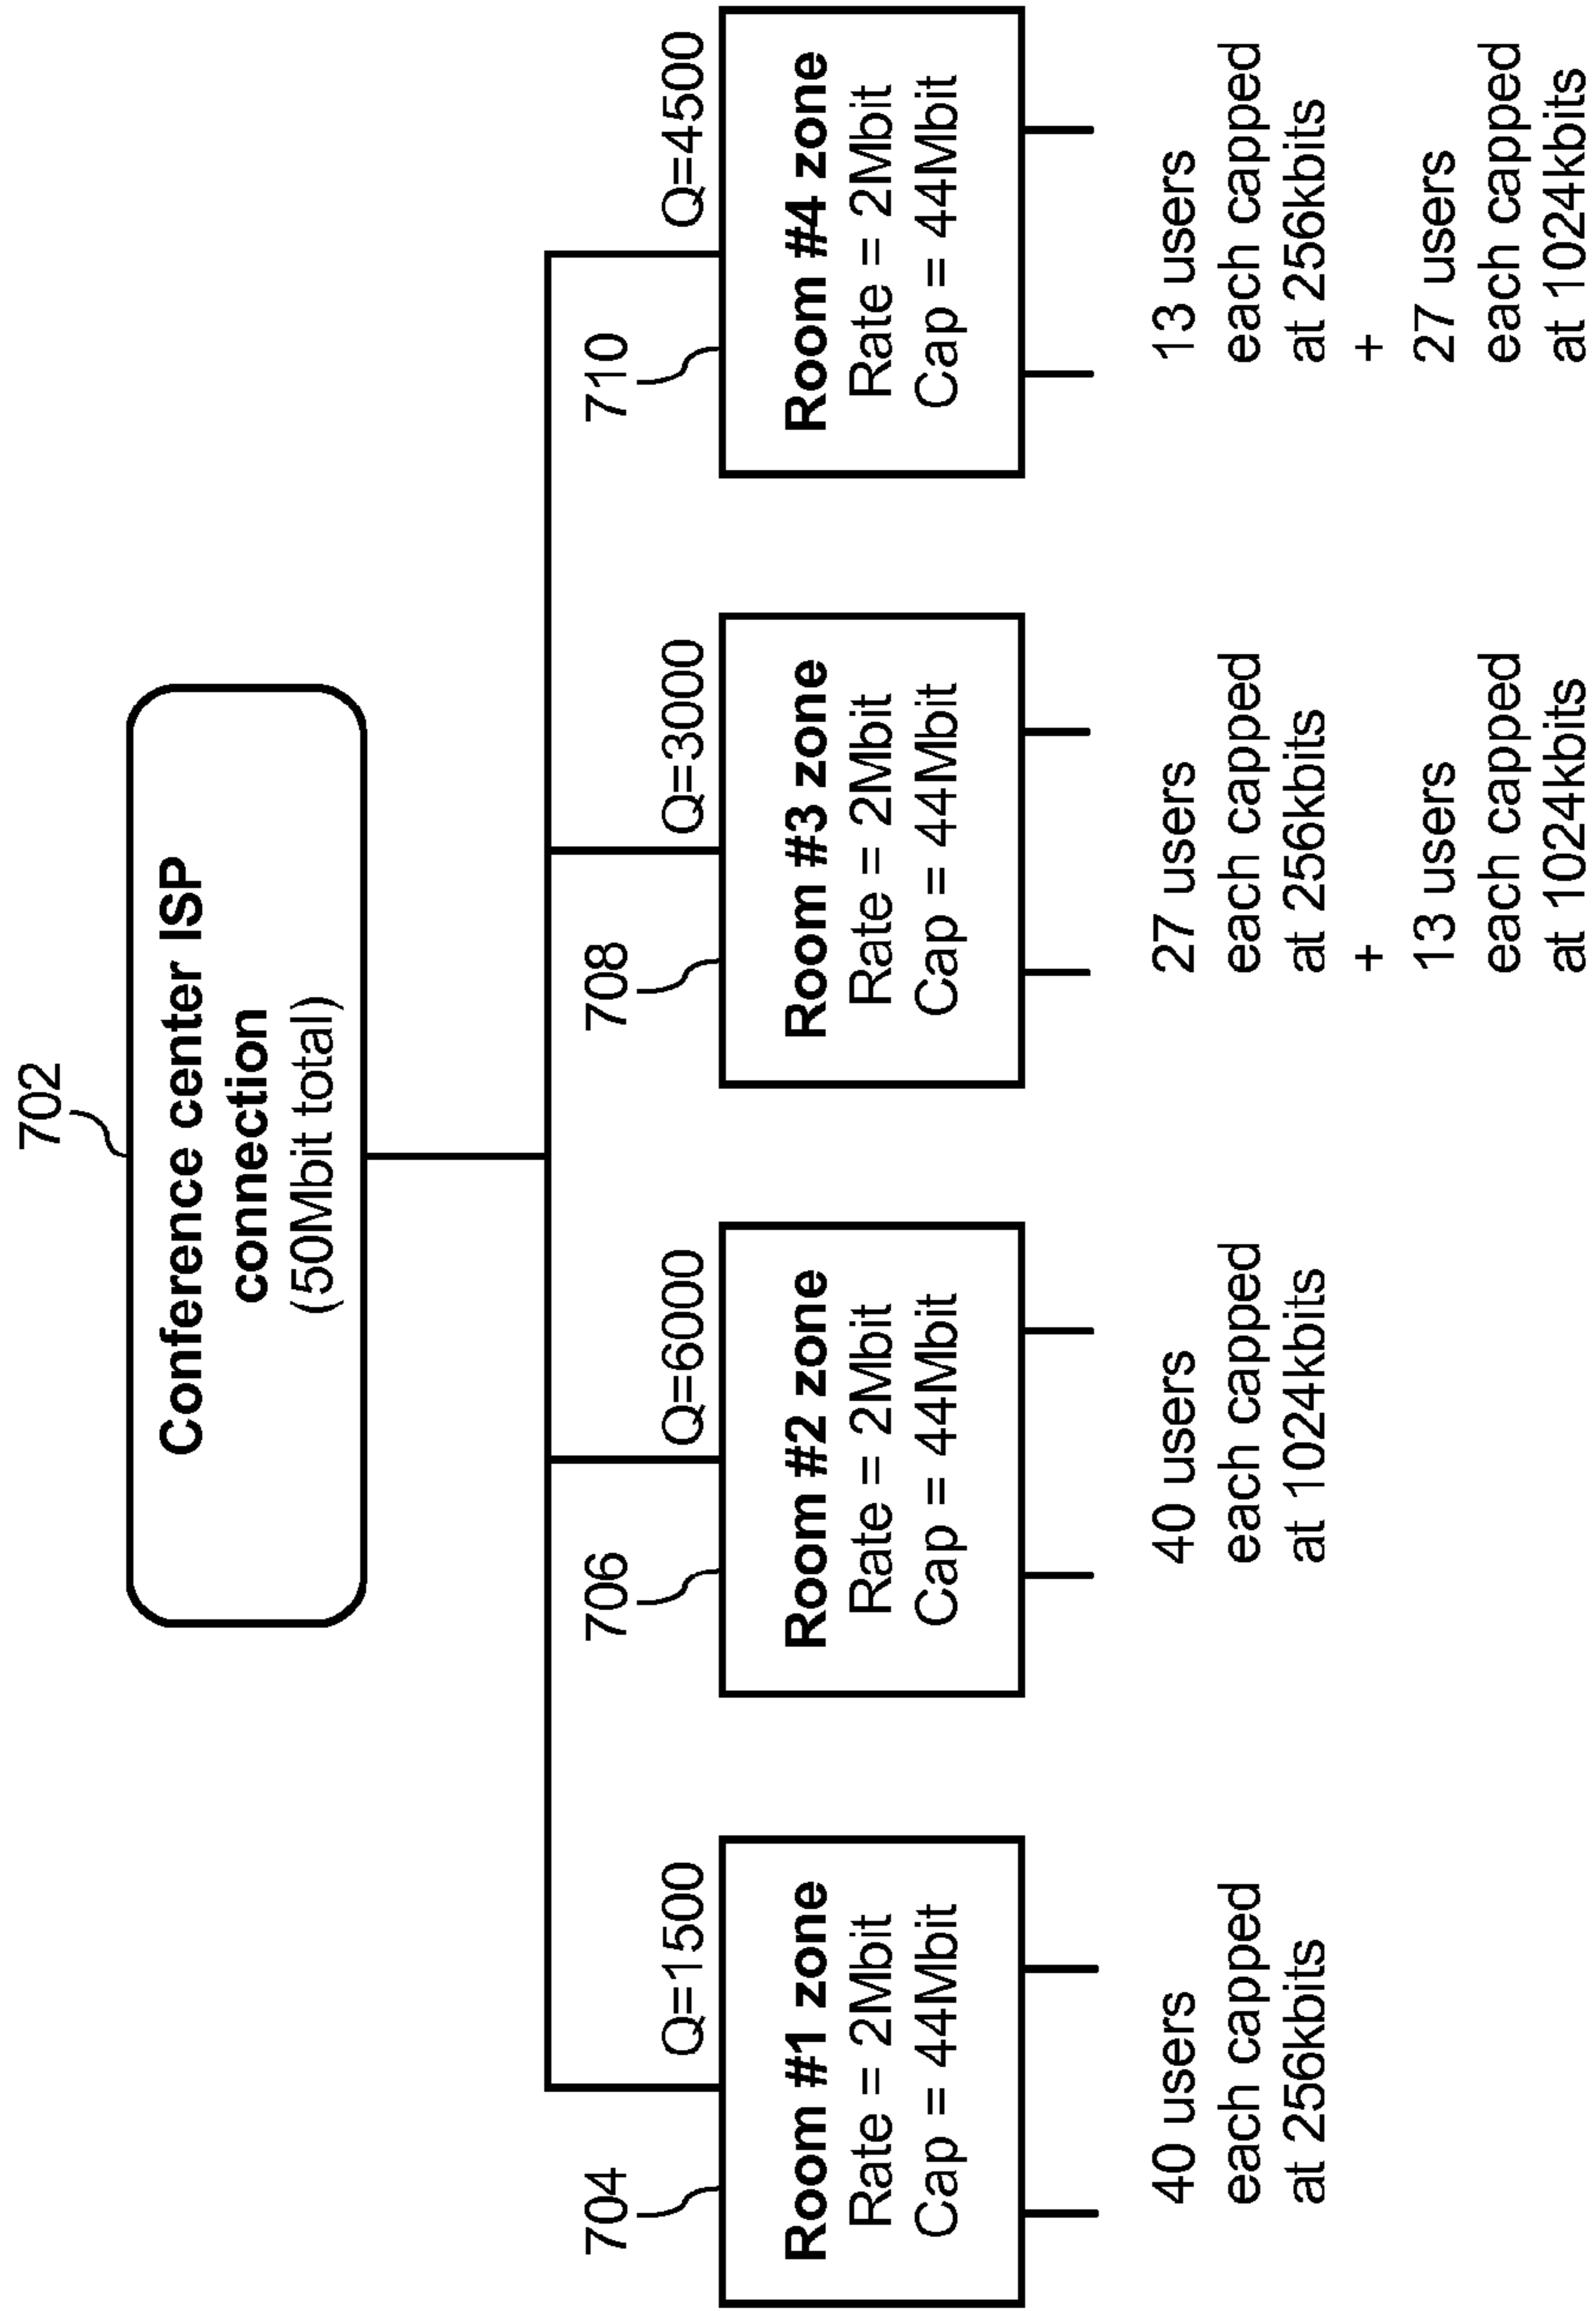 702
Conference center ISP
connection
(50Mbit total)
704
Q=1500
Room #1 zone
Rate = 2Mbit
Cap = 44Mbit
40 users
each capped
at 256kbits
706
Q=6000
Room #2 zone
Rate = 2Mbit
Cap = 44Mbit
40 users
each capped
at 1024kbits
708
Q=3000
Room #3 zone
Rate = 2Mbit
Cap = 44Mbit
27 users
each capped
at 256kbits
+
13 users
each capped
at 1024kbits
710
Q=4500
Room #4 zone
Rate = 2Mbit
Cap = 44Mbit
13 users
each capped
at 256kbits
+
27 users
each capped
at 1024kbits